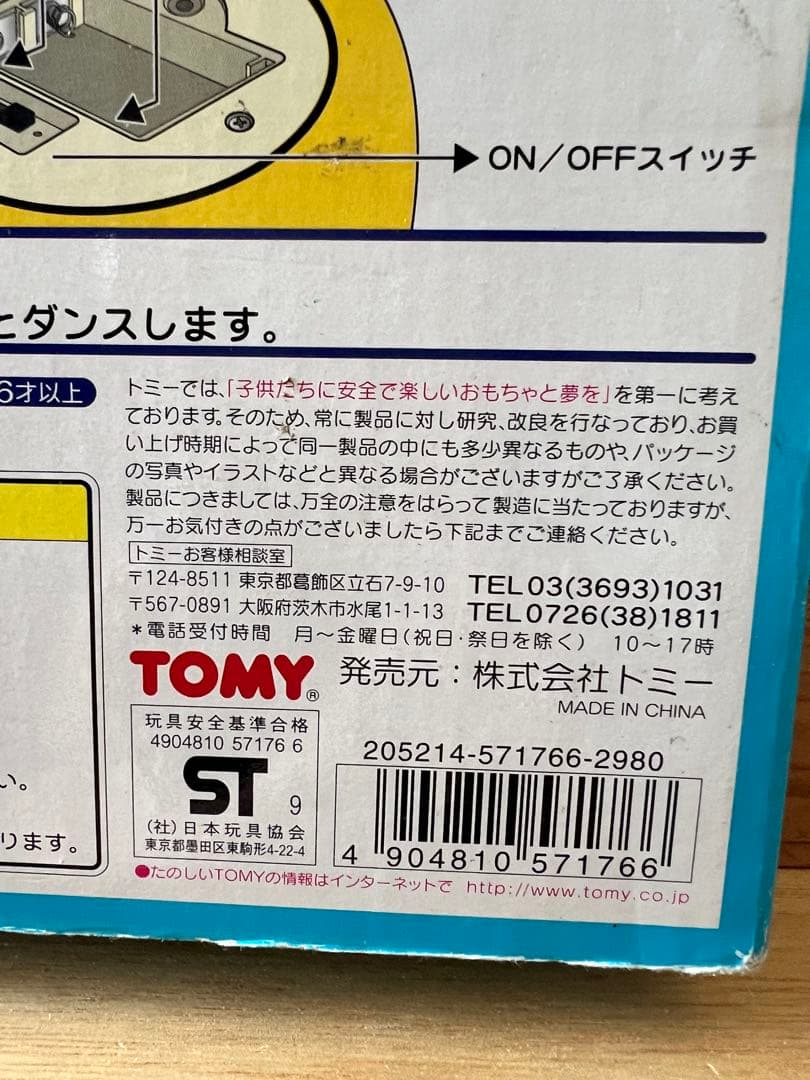 ON/OFFスイッチ
とダンスします。
6才以上
トミーでは、「子供たちに安全で楽しいおもちゃと夢を」を第一に考え
ております。そのため、常に製品に対し研究、改良を行なっており、お買
い上げ時期によって同一製品の中にも多少異なるものや、パッケージ
の写真やイラストなどと異なる場合がございますがご了承ください。
製品につきましては、万全の注意をはらって製造に当たっておりますが、
万一お気付きの点がございましたら下記までご連絡ください。
トミーお客様相談室
〒124-8511 東京都葛飾区立石7-9-10 TEL03(3693)1031
〒567-0891 大阪府茨木市水尾1-1-13 TEL0726(38)1811
*電話受付時間 月～金曜日(祝日・祭日を除く) 10～17時
TOMY® 発売元:株式会社トミー
MADE IN CHINA
玩具安全基準合格
4904810 57176 6
ST 9
(社)日本玩具協会
東京都墨田区東駒形4-22-4
205214-571766-2980
4 904810 571766
い。
ります。
●たのしいTOMYの情報はインターネットで http://www.tomy.co.jp